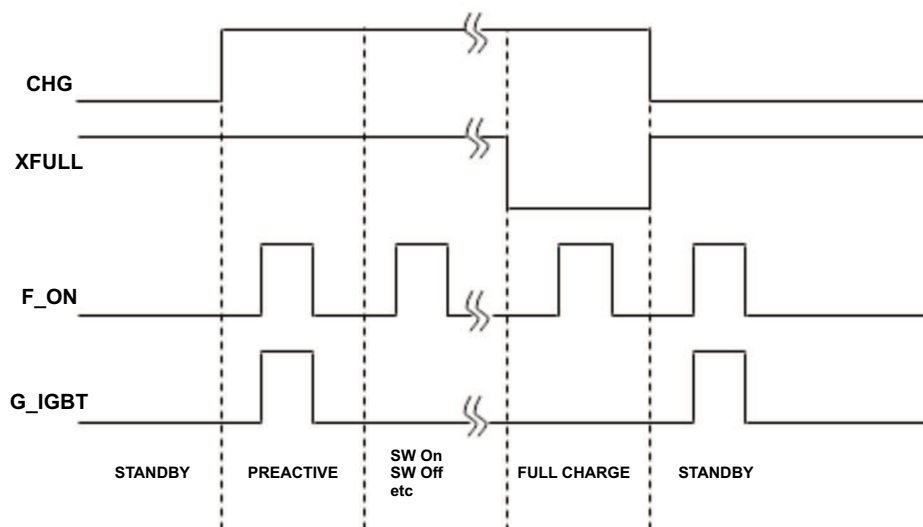 CHG
XFULL
F_ON
G_IGBT
STANDBY
PREACTIVE
SW On
SW Off
etc
FULL CHARGE
STANDBY